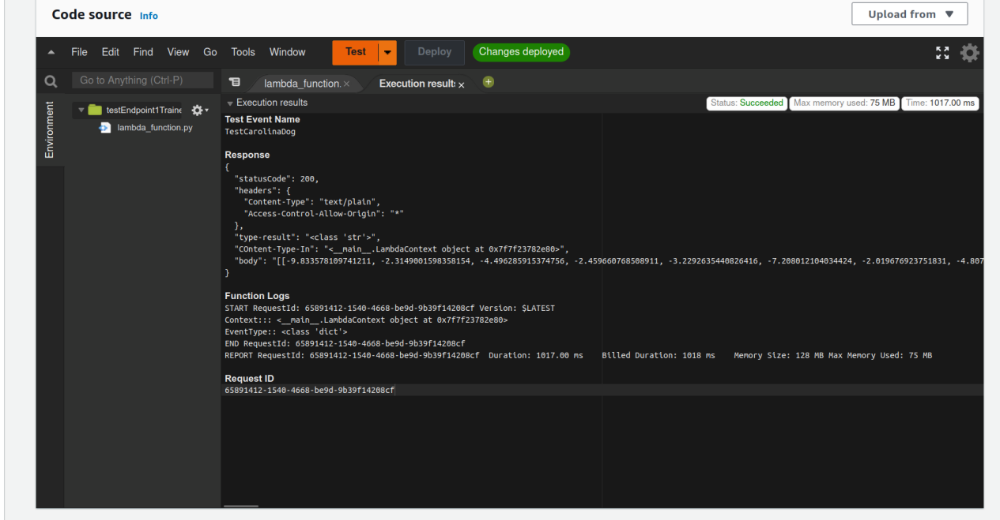 Code source Info
Upload from ▼
File Edit Find View Go Tools Window Test Deploy Changes deployed
Go to Anything (Ctrl-P)
lambda_function. × Execution result: ×
Environment
testEndpoint1Traine
lambda_function.py
Execution results
Status: Succeeded Max memory used: 75 MB Time: 1017.00 ms
Test Event Name
TestCarolinaDog
Response
{
"statusCode": 200,
"headers": {
"Content-Type": "text/plain",
"Access-Control-Allow-Origin": "*"
},
"type-result": "<class 'str'>",
"COntent-Type-In": "<__main__.LambdaContext object at 0x7f7f23782e80>",
"body": "[[-9.833578109741211, -2.3149001598358154, -4.496285915374756, -2.459660768508911, -3.2292635440826416, -7.208012104034424, -2.019676923751831, -4.807
}
Function Logs
START RequestId: 65891412-1540-4668-be9d-9b39f14208cf Version: $LATEST
Context::: <__main__.LambdaContext object at 0x7f7f23782e80>
EventType:: <class 'dict'>
END RequestId: 65891412-1540-4668-be9d-9b39f14208cf
REPORT RequestId: 65891412-1540-4668-be9d-9b39f14208cf Duration: 1017.00 ms Billed Duration: 1018 ms Memory Size: 128 MB Max Memory Used: 75 MB
Request ID
65891412-1540-4668-be9d-9b39f14208cf